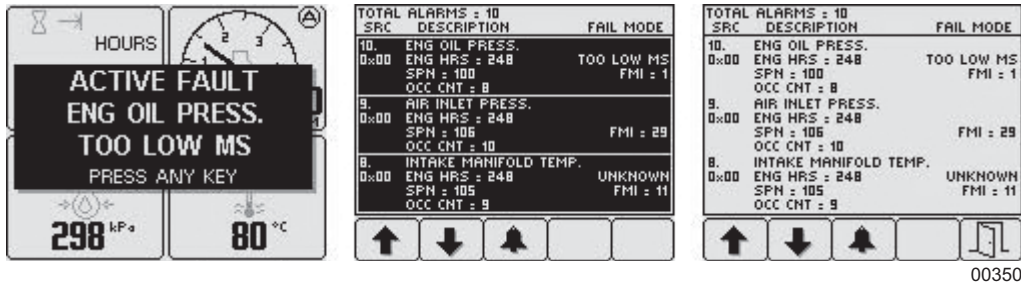 HOURS
2
3
1
ACTIVE FAULT
ENG OIL PRESS.
TOO LOW MS
PRESS ANY KEY
298 kPa
80 °C
TOTAL ALARMS : 10
SRC DESCRIPTION FAIL MODE
10. ENG OIL PRESS.
0x00 ENG HRS : 248 TOO LOW MS
SPN : 100 FMI : 1
OCC CNT : 8
9. AIR INLET PRESS.
0x00 ENG HRS : 248
SPN : 106 FMI : 29
OCC CNT : 10
8. INTAKE MANIFOLD TEMP.
0x00 ENG HRS : 248 UNKNOWN
SPN : 105 FMI : 11
OCC CNT : 9
TOTAL ALARMS : 10
SRC DESCRIPTION FAIL MODE
10. ENG OIL PRESS.
0x00 ENG HRS : 248 TOO LOW MS
SPN : 100 FMI : 1
OCC CNT : 8
9. AIR INLET PRESS.
0x00 ENG HRS : 248
SPN : 106 FMI : 29
OCC CNT : 10
8. INTAKE MANIFOLD TEMP.
0x00 ENG HRS : 248 UNKNOWN
SPN : 105 FMI : 11
OCC CNT : 9
00350